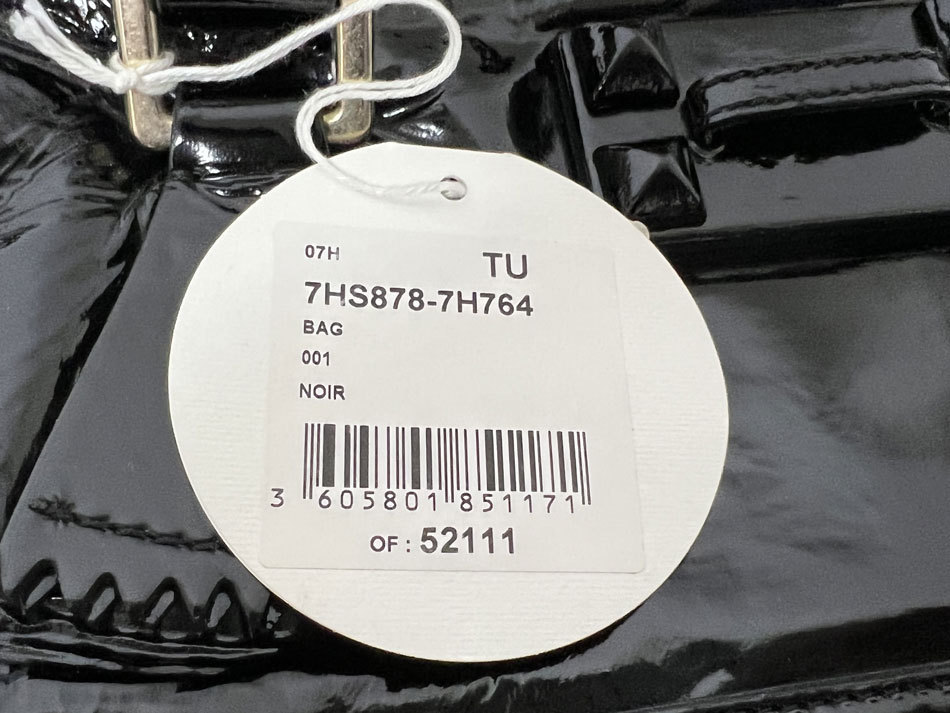 07H TU
7HS878-7H764
BAG
001
NOIR
3 605801 851171
OF : 52111